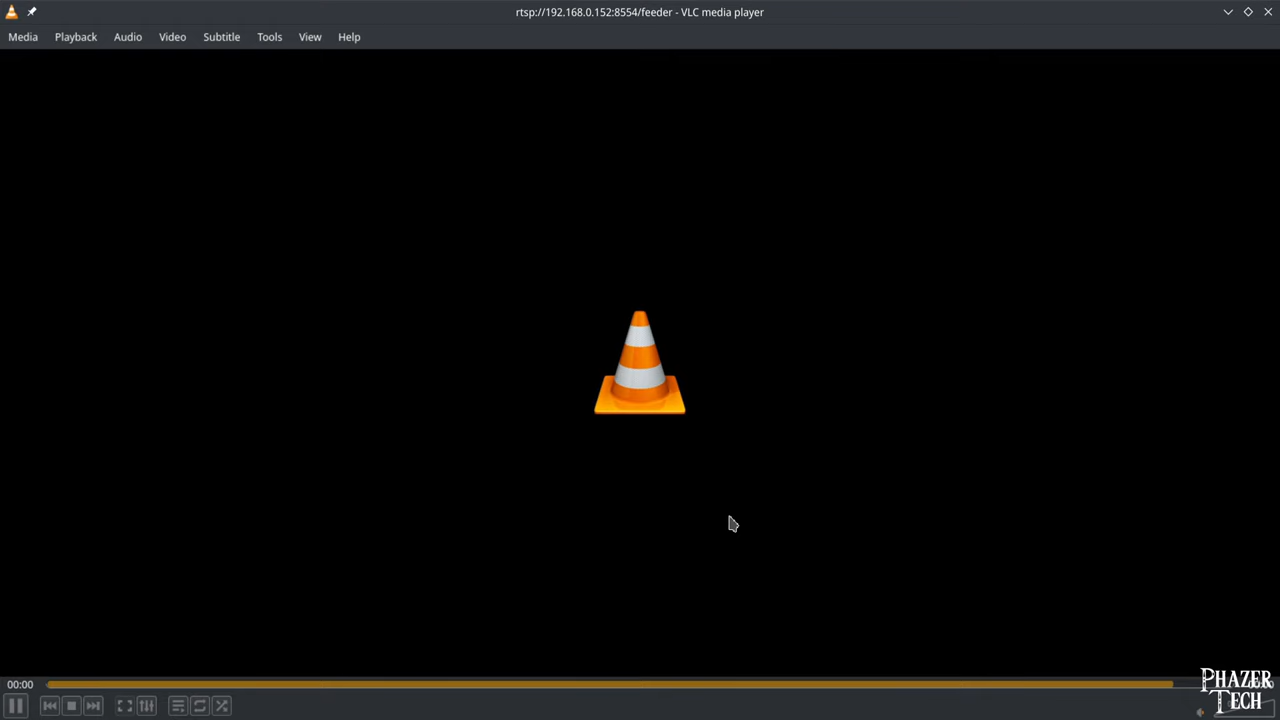 rtsp://192.168.0.152:8554/feeder - VLC media player
Media Playback Audio Video Subtitle Tools View Help
00:00
PHAZER
TECH